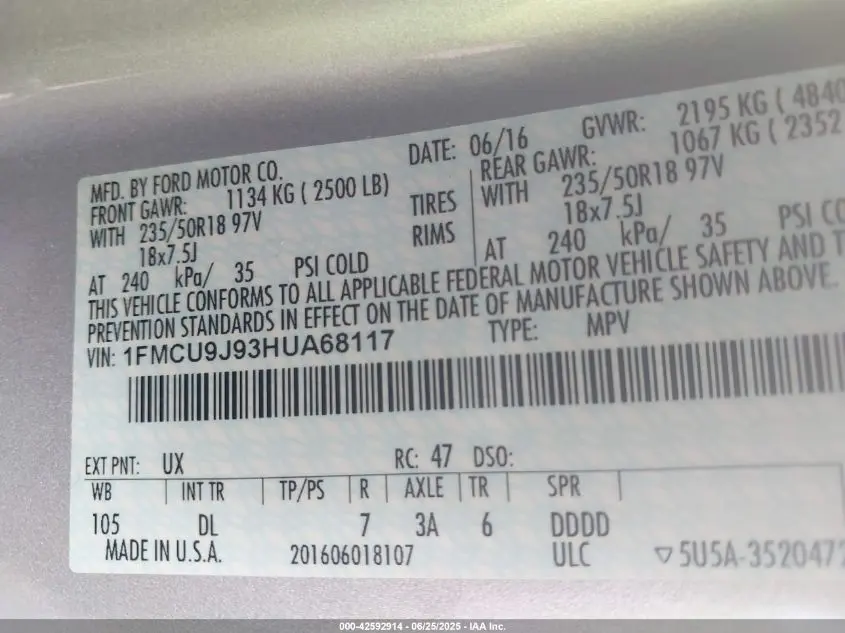 MFD. BY FORD MOTOR CO.
DATE: 06/16
GVWR: 2195 KG ( 4840
FRONT GAWR: 1134 KG ( 2500 LB)
REAR GAWR: 1067 KG ( 2352
WITH 235/50R18 97V
TIRES
WITH 235/50R18 97V
18x7.5J
RIMS
18x7.5J
AT 240 kPa/ 35 PSI COLD
AT 240 kPa/ 35 PSI CO
THIS VEHICLE CONFORMS TO ALL APPLICABLE FEDERAL MOTOR VEHICLE SAFETY AND T
PREVENTION STANDARDS IN EFFECT ON THE DATE OF MANUFACTURE SHOWN ABOVE.
VIN: 1FMCU9J93HUA68117
TYPE: MPV
EXT PNT: UX RC: 47 DSO:
WB INT TR TP/PS R AXLE TR SPR
105 DL 7 3A 6 DDDD
MADE IN U.S.A. 201606018107 ULC ▽5U5A-3520472
000-42592914 - 06/25/2025 - IAA Inc.